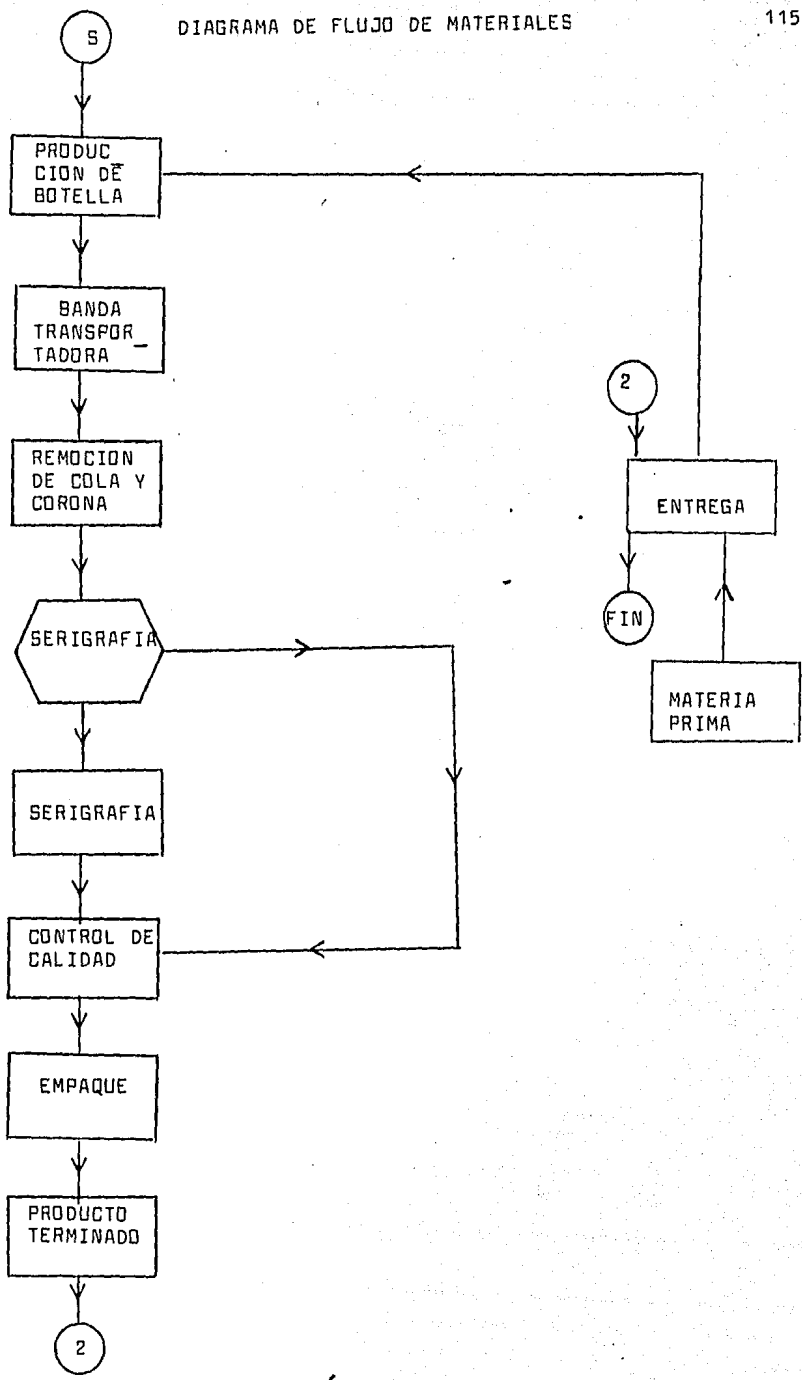 DIAGRAMA DE FLUJO DE MATERIALES
115
S
PRODUC
CION DE
BOTELLA
BANDA
TRANSPOR
TADORA
REMOCION
DE COLA Y
CORONA
SERIGRAFIA
SERIGRAFIA
CONTROL DE
CALIDAD
EMPAQUE
PRODUCTO
TERMINADO
2
2
ENTREGA
FIN
MATERIA
PRIMA